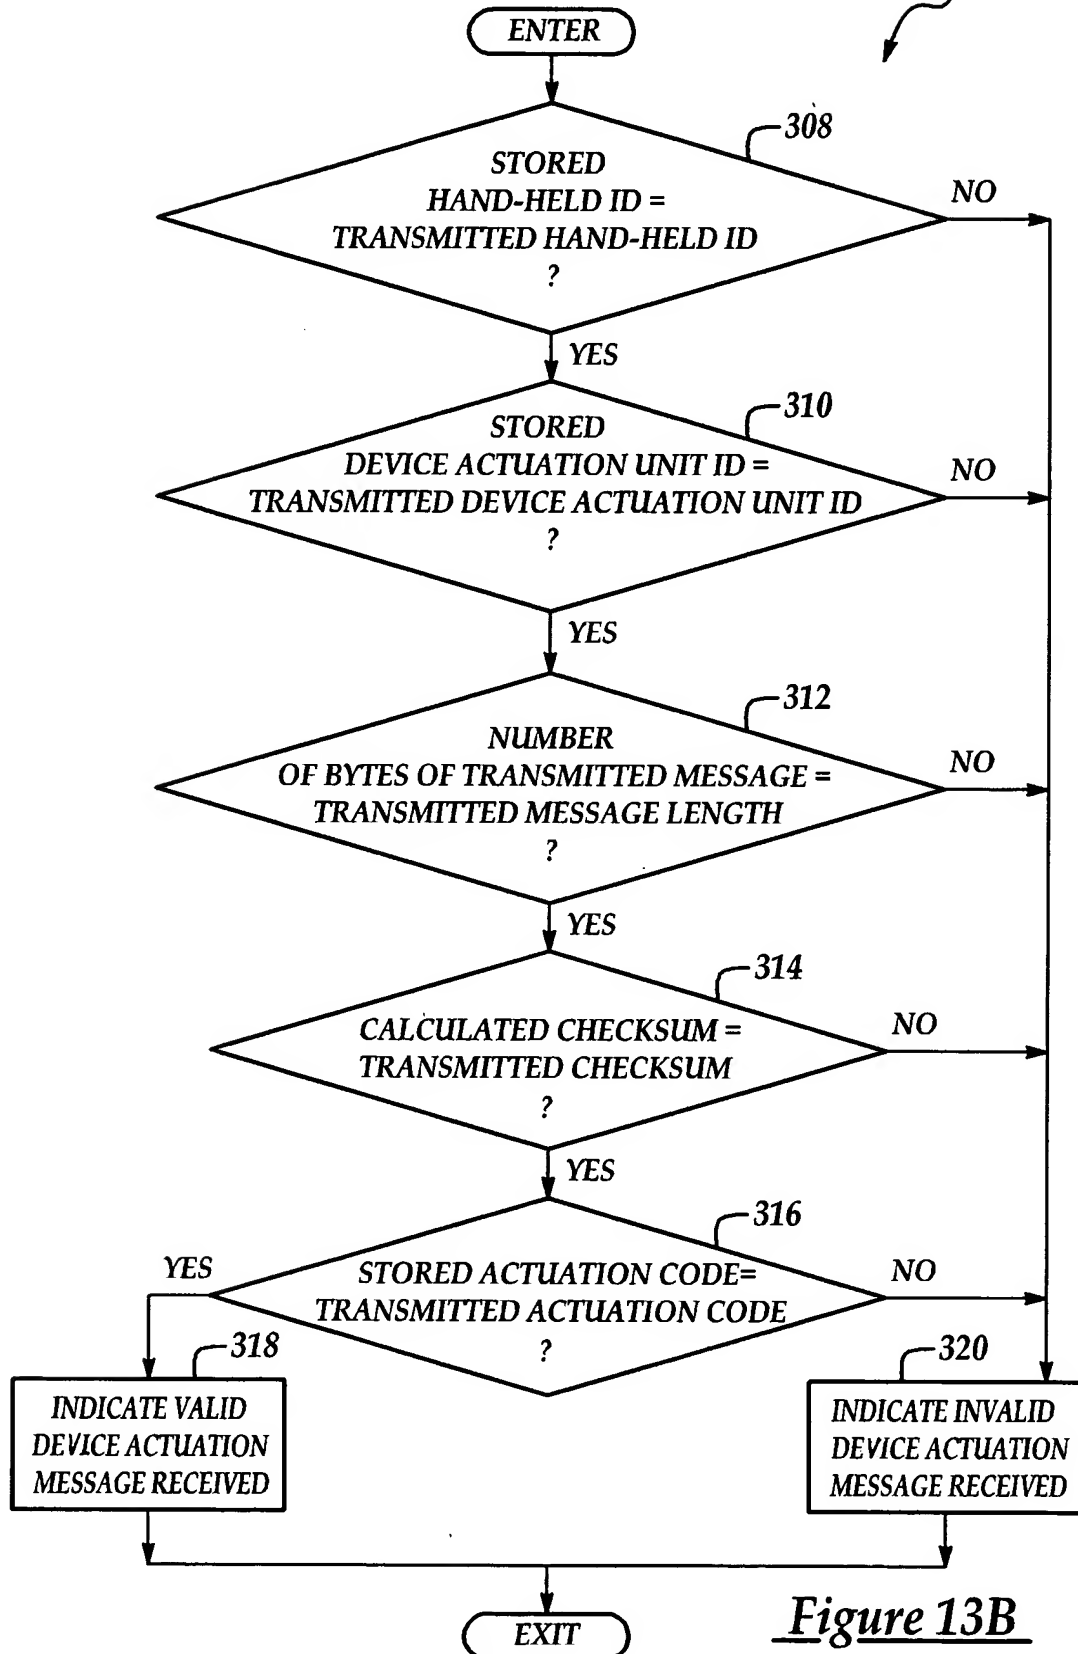 ENTER
308
STORED
HAND-HELD ID =
TRANSMITTED HAND-HELD ID
?
NO
YES
310
STORED
DEVICE ACTUATION UNIT ID =
TRANSMITTED DEVICE ACTUATION UNIT ID
?
NO
YES
312
NUMBER
OF BYTES OF TRANSMITTED MESSAGE =
TRANSMITTED MESSAGE LENGTH
?
NO
YES
314
CALCULATED CHECKSUM =
TRANSMITTED CHECKSUM
?
NO
YES
316
STORED ACTUATION CODE=
TRANSMITTED ACTUATION CODE
?
YES
NO
318
INDICATE VALID
DEVICE ACTUATION
MESSAGE RECEIVED
320
INDICATE INVALID
DEVICE ACTUATION
MESSAGE RECEIVED
EXIT
Figure 13B